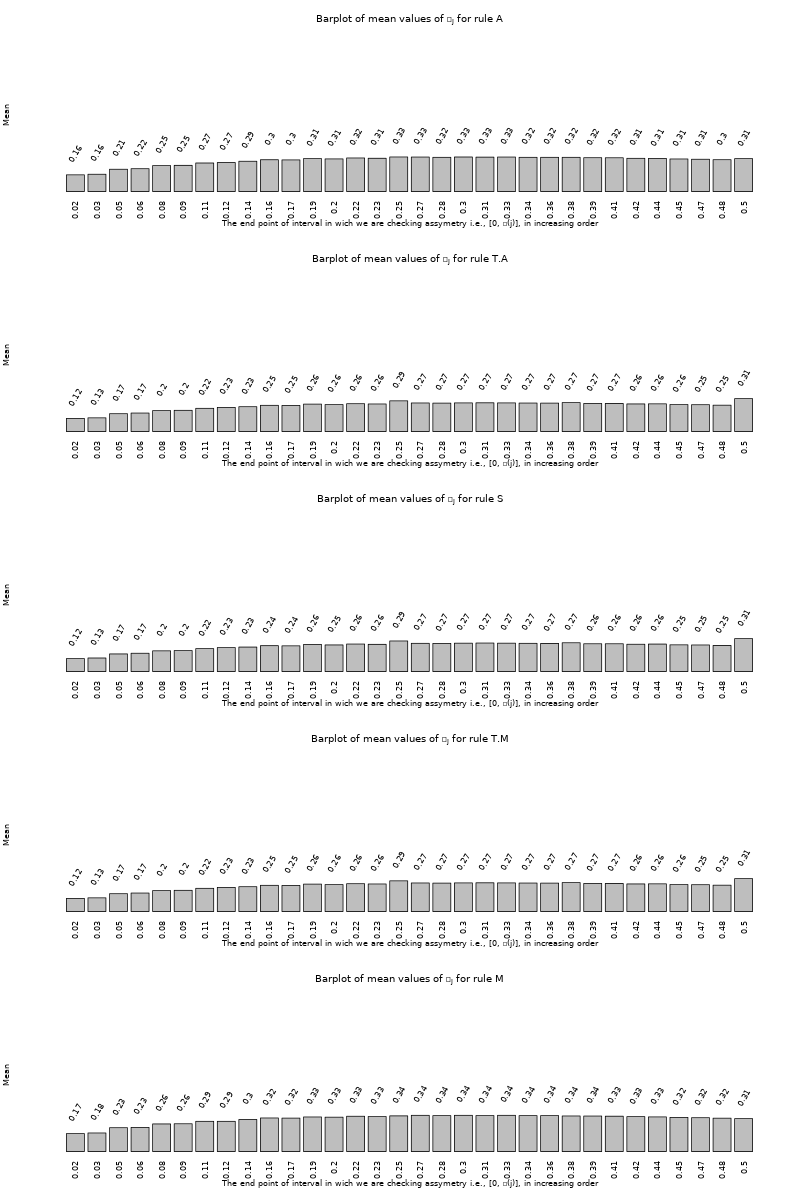 Barplot of mean values of □j for rule A
Mean
0.16 0.16 0.21 0.22 0.25 0.25 0.27 0.27 0.29 0.3 0.3 0.31 0.31 0.32 0.31 0.33 0.33 0.32 0.33 0.33 0.33 0.32 0.32 0.32 0.32 0.32 0.31 0.31 0.31 0.31 0.3 0.31
0.02 0.03 0.05 0.06 0.08 0.09 0.11 0.12 0.14 0.16 0.17 0.19 0.2 0.22 0.23 0.25 0.27 0.28 0.3 0.31 0.33 0.34 0.36 0.38 0.39 0.41 0.42 0.44 0.45 0.47 0.48 0.5
The end point of interval in wich we are checking assymetry i.e., [0, □(j)], in increasing order
Barplot of mean values of □j for rule T.A
Mean
0.12 0.13 0.17 0.17 0.2 0.2 0.22 0.23 0.23 0.25 0.25 0.26 0.26 0.26 0.26 0.29 0.27 0.27 0.27 0.27 0.27 0.27 0.27 0.27 0.27 0.27 0.26 0.26 0.26 0.25 0.25 0.31
0.02 0.03 0.05 0.06 0.08 0.09 0.11 0.12 0.14 0.16 0.17 0.19 0.2 0.22 0.23 0.25 0.27 0.28 0.3 0.31 0.33 0.34 0.36 0.38 0.39 0.41 0.42 0.44 0.45 0.47 0.48 0.5
The end point of interval in wich we are checking assymetry i.e., [0, □(j)], in increasing order
Barplot of mean values of □j for rule S
Mean
0.12 0.13 0.17 0.17 0.2 0.2 0.22 0.23 0.23 0.24 0.24 0.26 0.25 0.26 0.26 0.29 0.27 0.27 0.27 0.27 0.27 0.27 0.27 0.27 0.26 0.26 0.26 0.26 0.25 0.25 0.25 0.31
0.02 0.03 0.05 0.06 0.08 0.09 0.11 0.12 0.14 0.16 0.17 0.19 0.2 0.22 0.23 0.25 0.27 0.28 0.3 0.31 0.33 0.34 0.36 0.38 0.39 0.41 0.42 0.44 0.45 0.47 0.48 0.5
The end point of interval in wich we are checking assymetry i.e., [0, □(j)], in increasing order
Barplot of mean values of □j for rule T.M
Mean
0.12 0.13 0.17 0.17 0.2 0.2 0.22 0.23 0.23 0.25 0.25 0.26 0.26 0.26 0.26 0.29 0.27 0.27 0.27 0.27 0.27 0.27 0.27 0.27 0.27 0.27 0.26 0.26 0.26 0.25 0.25 0.31
0.02 0.03 0.05 0.06 0.08 0.09 0.11 0.12 0.14 0.16 0.17 0.19 0.2 0.22 0.23 0.25 0.27 0.28 0.3 0.31 0.33 0.34 0.36 0.38 0.39 0.41 0.42 0.44 0.45 0.47 0.48 0.5
The end point of interval in wich we are checking assymetry i.e., [0, □(j)], in increasing order
Barplot of mean values of □j for rule M
Mean
0.17 0.18 0.23 0.23 0.26 0.26 0.29 0.29 0.3 0.32 0.32 0.33 0.33 0.33 0.33 0.34 0.34 0.34 0.34 0.34 0.34 0.34 0.34 0.34 0.34 0.33 0.33 0.33 0.32 0.32 0.32 0.31
0.02 0.03 0.05 0.06 0.08 0.09 0.11 0.12 0.14 0.16 0.17 0.19 0.2 0.22 0.23 0.25 0.27 0.28 0.3 0.31 0.33 0.34 0.36 0.38 0.39 0.41 0.42 0.44 0.45 0.47 0.48 0.5
The end point of interval in wich we are checking assymetry i.e., [0, □(j)], in increasing order